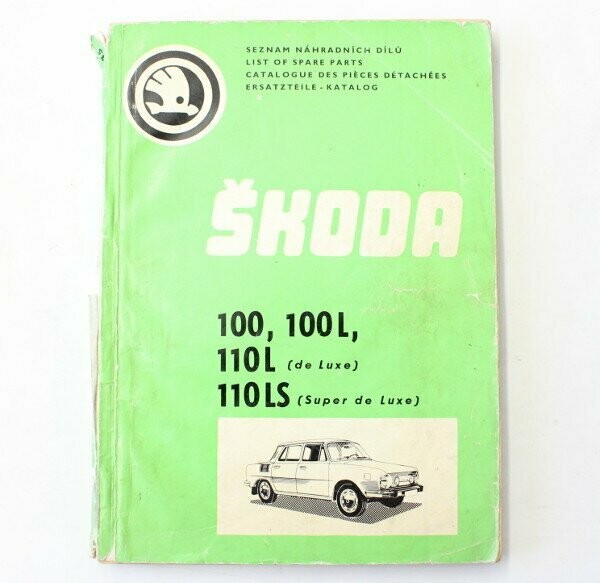 SEZNAM NÁHRADNÍCH DÍLŮ
LIST OF SPARE PARTS
CATALOGUE DES PIÈCES DÉTACHÉES
ERSATZTEILE - KATALOG
ŠKODA
100, 100 L,
110 L (de Luxe)
110 LS (Super de Luxe)